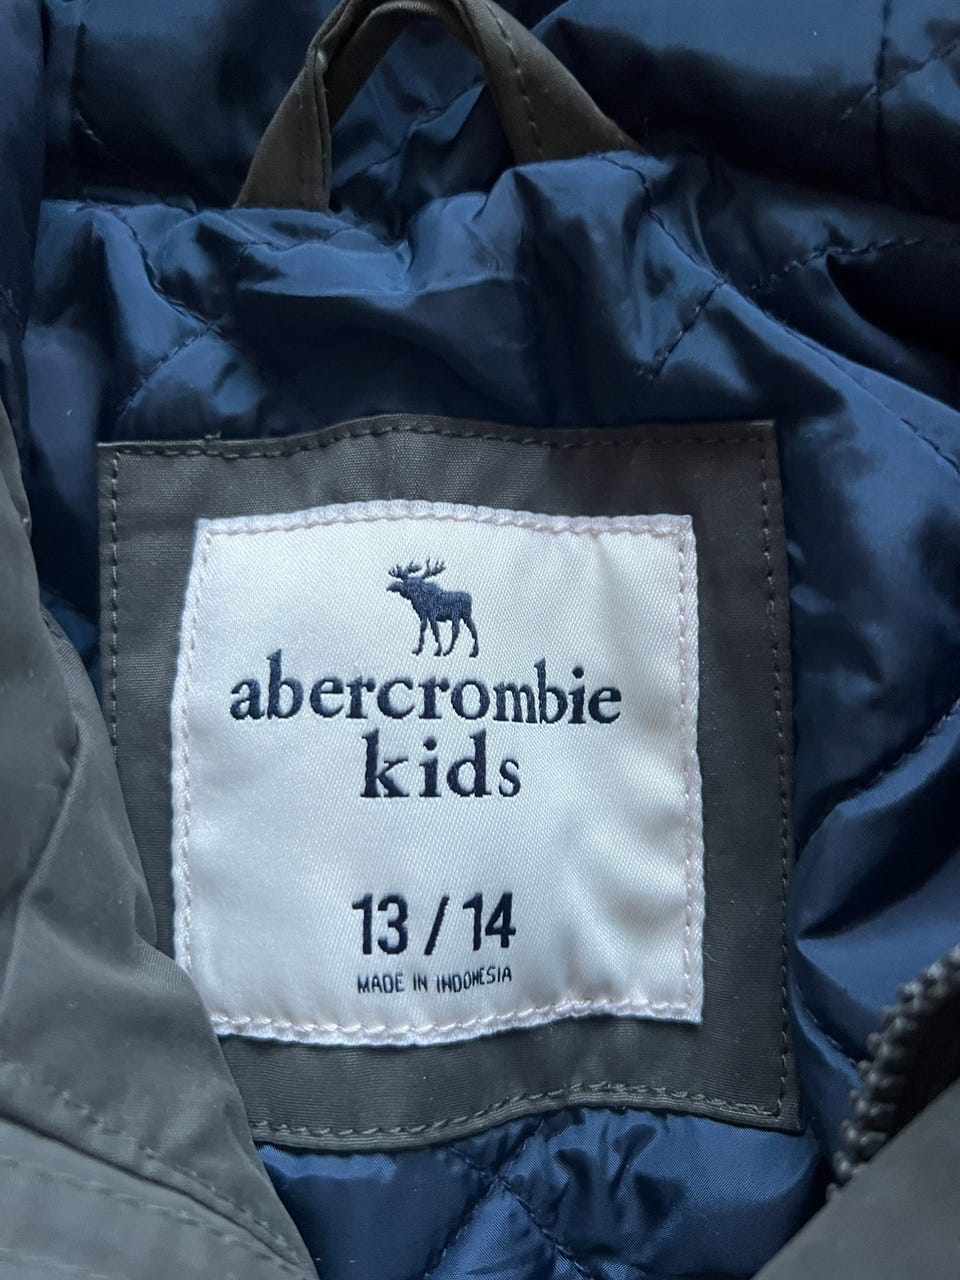 abercrombie
kids
13 / 14
MADE IN INDONESIA